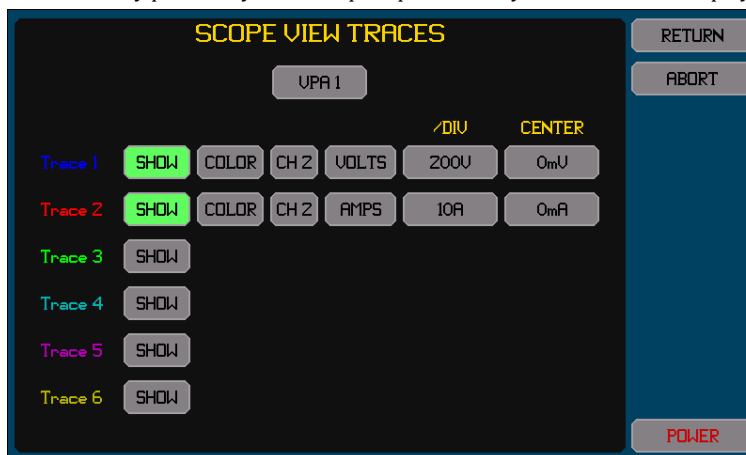 SCOPE VIEW TRACES
RETURN
VPA 1
ABORT
/DIV CENTER
Trace 1 SHOW COLOR CH 2 VOLTS 200V 0mV
Trace 2 SHOW COLOR CH 2 AMPS 10A 0mA
Trace 3 SHOW
Trace 4 SHOW
Trace 5 SHOW
Trace 6 SHOW
POWER